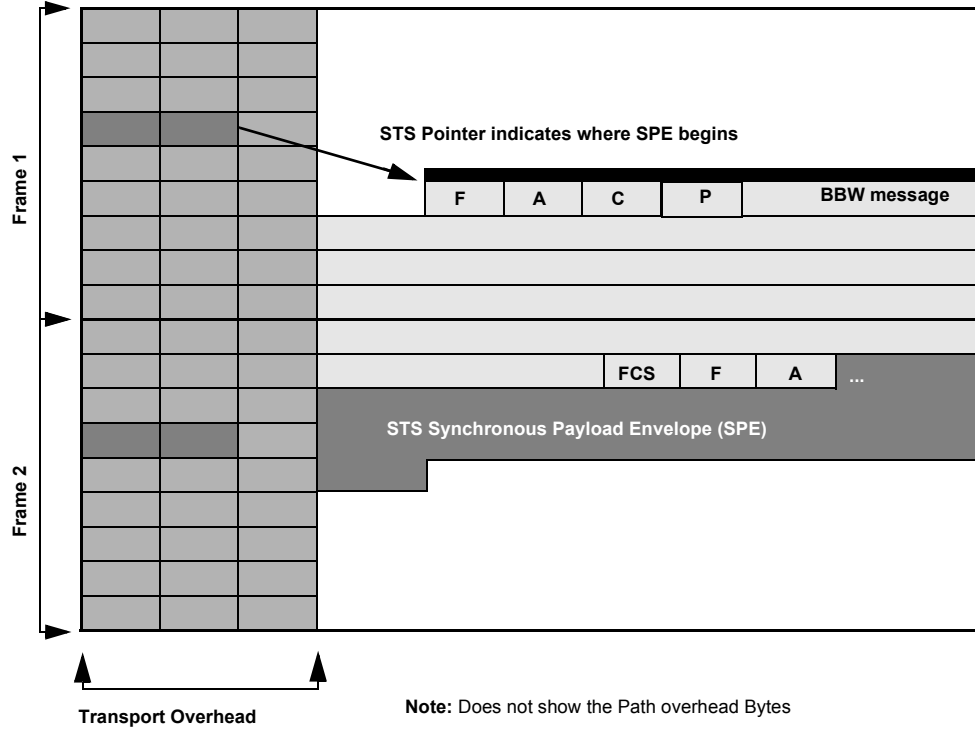 STS Pointer indicates where SPE begins
Frame 1
F A C P BBW message
FCS F A ...
STS Synchronous Payload Envelope (SPE)
Frame 2
Transport Overhead
Note: Does not show the Path overhead Bytes